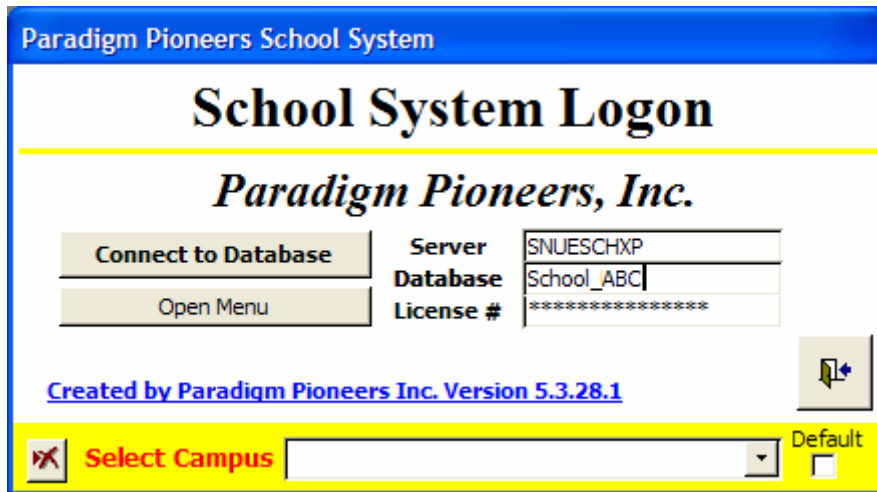 Paradigm Pioneers School System
School System Logon
Paradigm Pioneers, Inc.
Connect to Database Server SNUESCHXP
Database School_ABC
Open Menu License # ***************
Created by Paradigm Pioneers Inc. Version 5.3.28.1
Select Campus Default